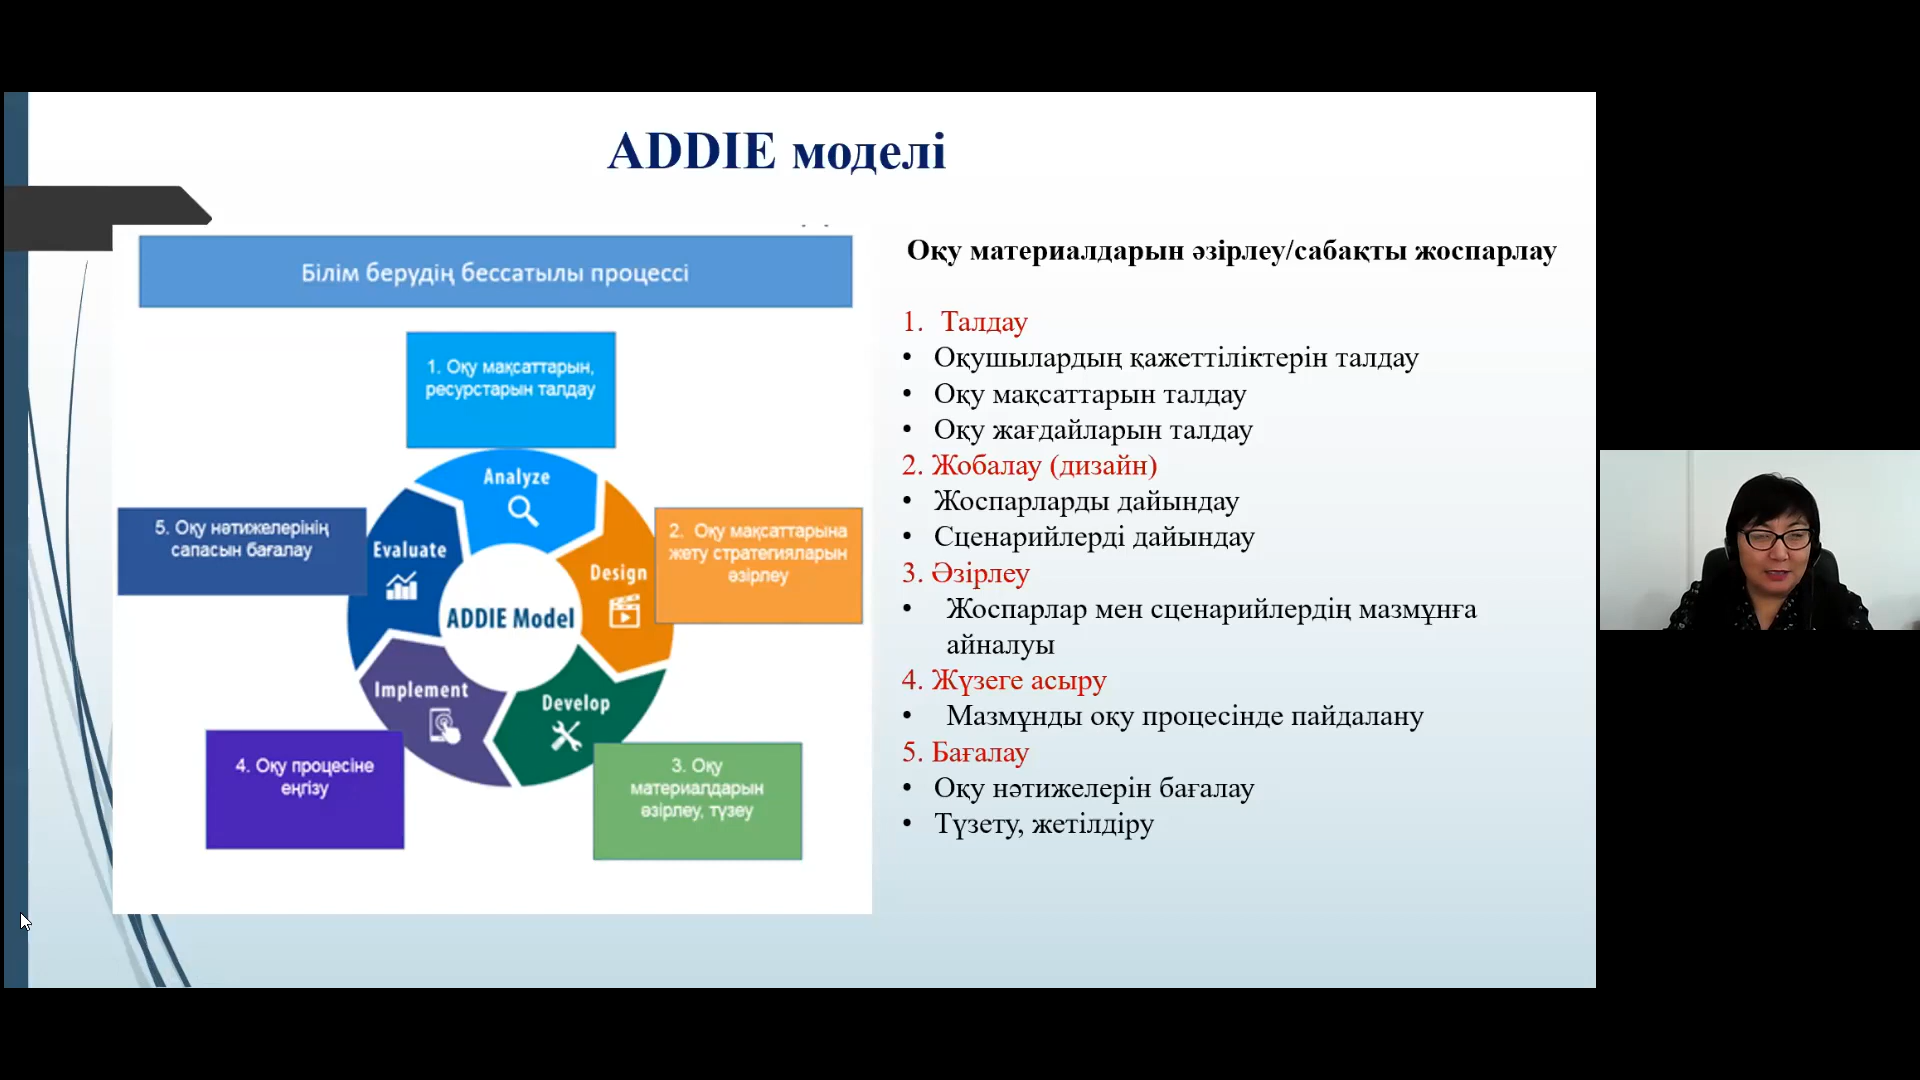 ADDIE моделі
Білім берудің бессатылы процессі
1. Оқу мақсаттарын,
ресурстарын талдау
Analyze
5. Оқу нәтижелерінің
сапасын бағалау
Evaluate
2. Оқу мақсаттарына
жету стратегияларын
әзірлеу
Design
ADDIE Model
Implement
Develop
4. Оқу процесіне
еңгізу
3. Оқу
материалдарын
әзірлеу, түзеу
Оқу материалдарын әзірлеу/сабақты жоспарлау
1. Талдау
• Оқушылардың қажеттіліктерін талдау
• Оқу мақсаттарын талдау
• Оқу жағдайларын талдау
2. Жобалау (дизайн)
• Жоспарларды дайындау
• Сценарийлерді дайындау
3. Әзірлеу
• Жоспарлар мен сценарийлердің мазмұнға
айналуы
4. Жүзеге асыру
• Мазмұнды оқу процесінде пайдалану
5. Бағалау
• Оқу нәтижелерін бағалау
• Түзету, жетілдіру